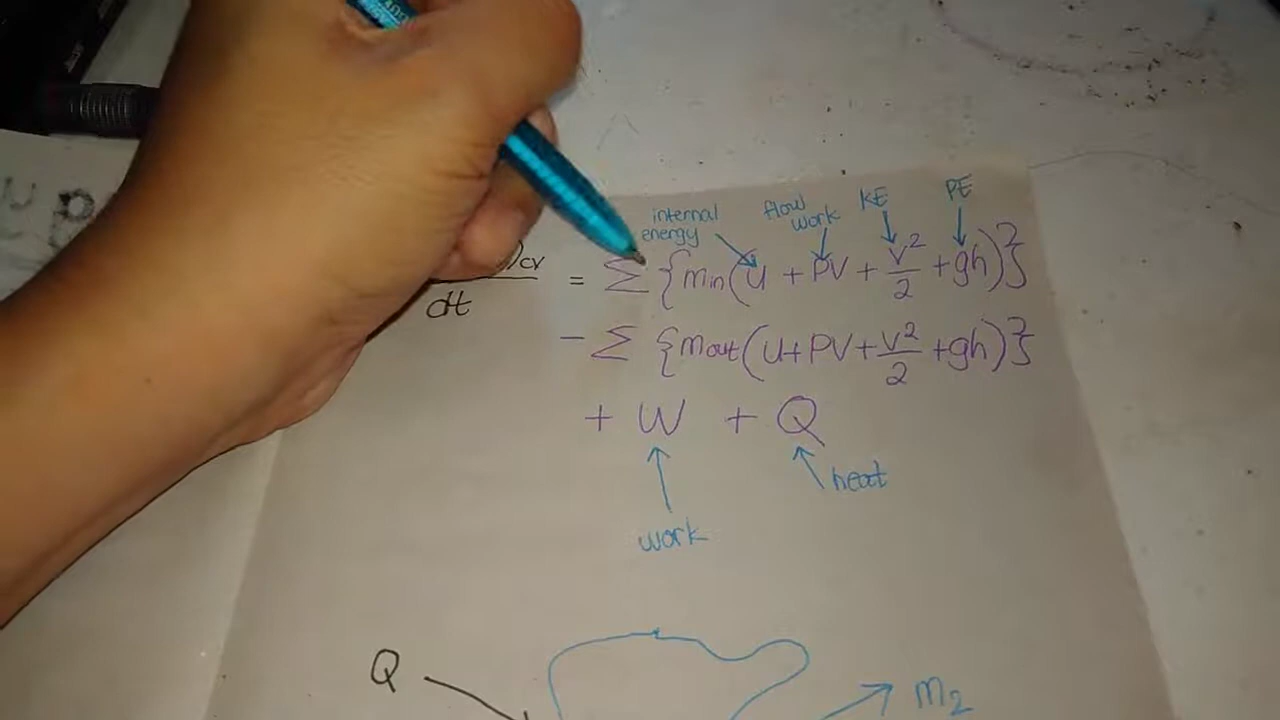 internal energy
flow work
KE
PE
)cv
dt
= Σ {min(u + PV + v²/2 + gh)}
- Σ {mout(u + PV + v²/2 + gh)}
+ W + Q
work
heat
Q
m₂